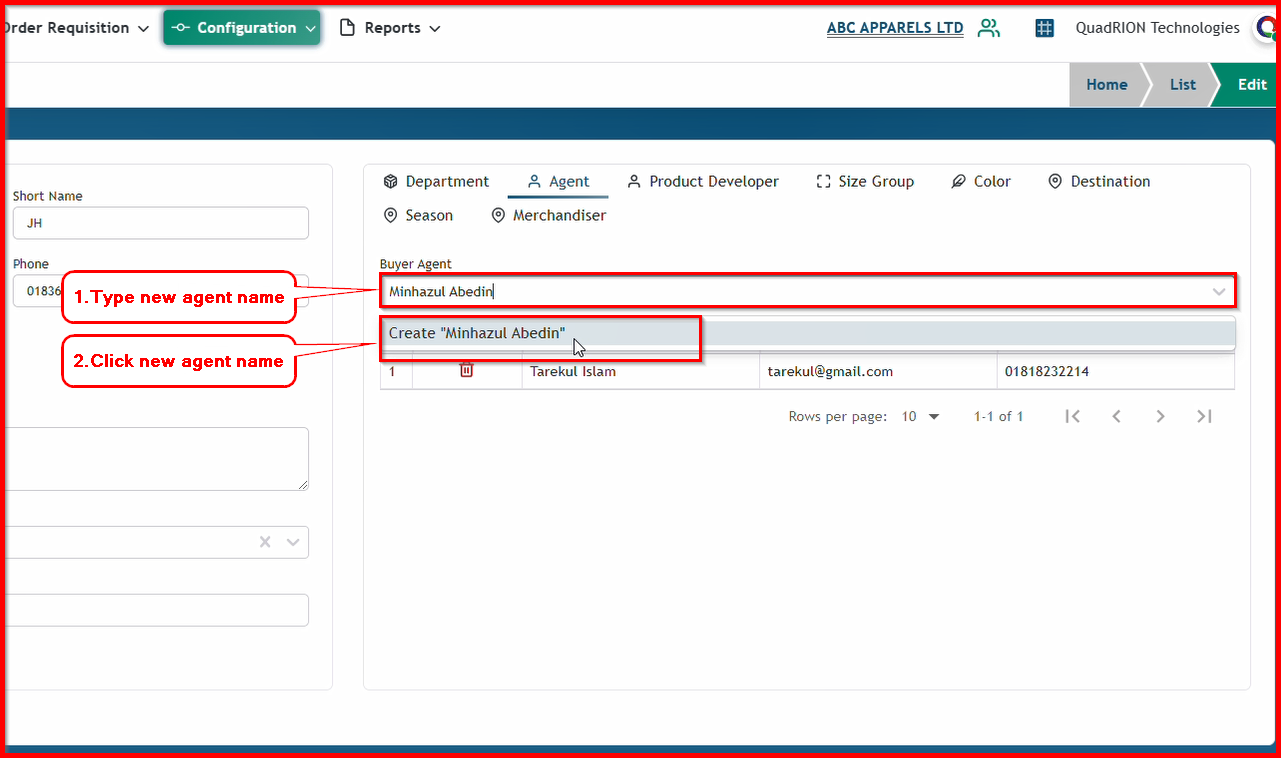 Order Requisition
Configuration
Reports
ABC APPARELS LTD
QuadRION Technologies
Home
List
Edit
Short Name
JH
Phone
01836
1.Type new agent name
2.Click new agent name
Department
Agent
Product Developer
Size Group
Color
Destination
Season
Merchandiser
Buyer Agent
Minhazul Abedin
Create "Minhazul Abedin"
1 Tarekul Islam tarekul@gmail.com 01818232214
Rows per page: 10 1-1 of 1